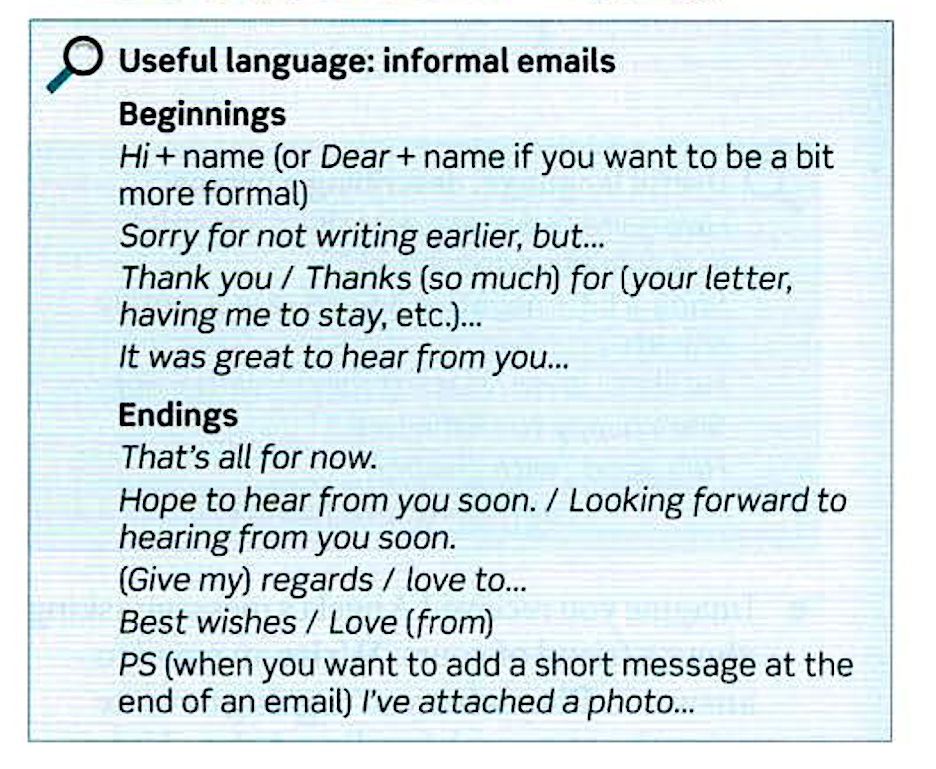 Useful language: informal emails
Beginnings
Hi + name (or Dear + name if you want to be a bit
more formal)
Sorry for not writing earlier, but...
Thank you / Thanks (so much) for (your letter,
having me to stay, etc.)...
It was great to hear from you...
Endings
That's all for now.
Hope to hear from you soon. / Looking forward to
hearing from you soon.
(Give my) regards / love to...
Best wishes / Love (from)
PS (when you want to add a short message at the
end of an email) I've attached a photo...